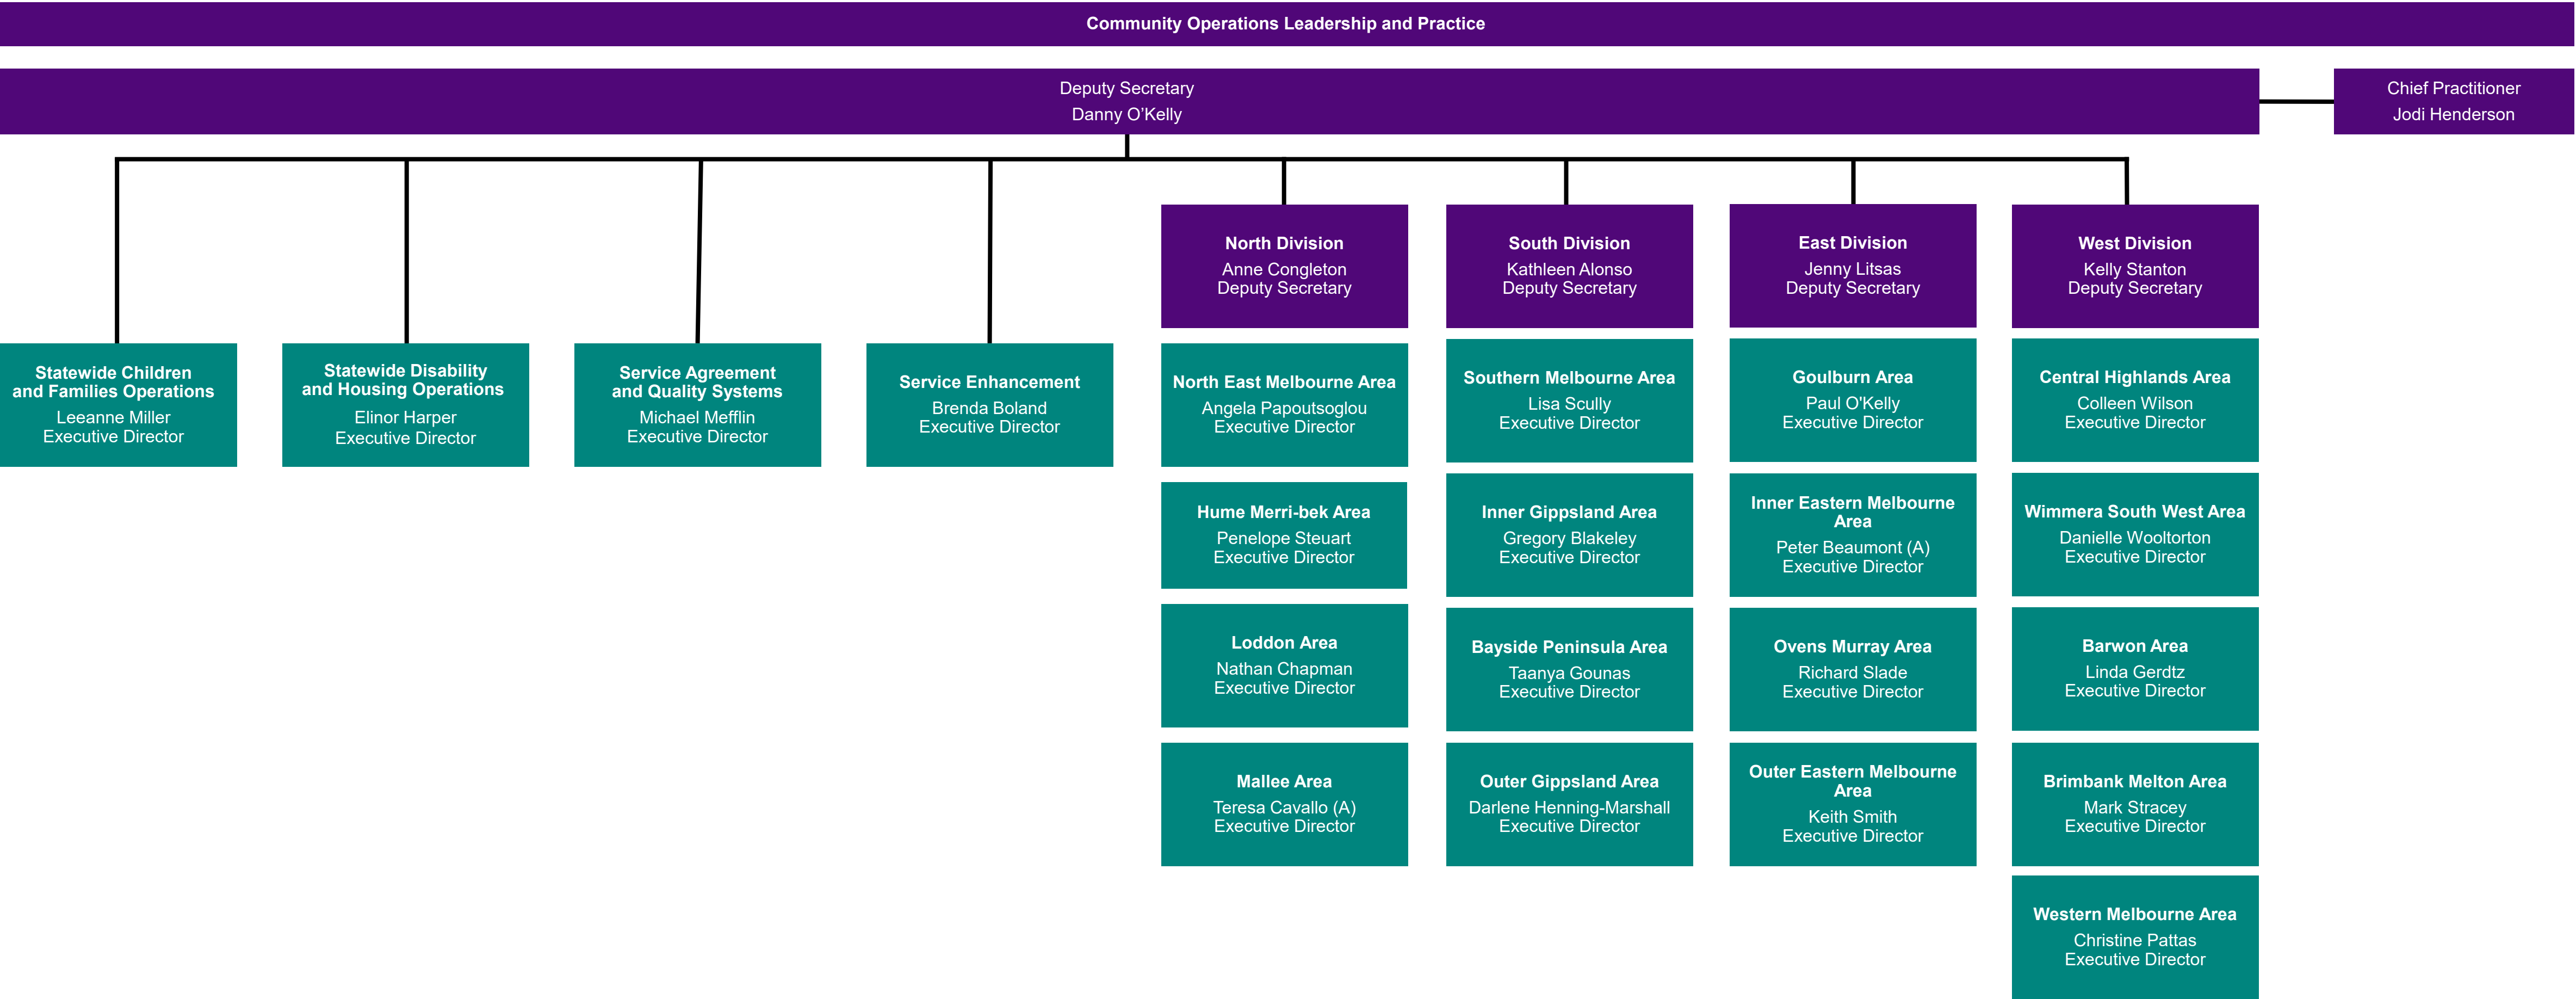 Community Operations Leadership and Practice
Deputy Secretary
Danny O’Kelly
Chief Practitioner
Jodi Henderson
Statewide Children
and Families Operations
Leeanne Miller
Executive Director
Statewide Disability
and Housing Operations
Elinor Harper
Executive Director
Service Agreement
and Quality Systems
Michael Mefflin
Executive Director
Service Enhancement
Brenda Boland
Executive Director
North Division
Anne Congleton
Deputy Secretary
North East Melbourne Area
Angela Papoutsoglou
Executive Director
Hume Merri-bek Area
Penelope Steuart
Executive Director
Loddon Area
Nathan Chapman
Executive Director
Mallee Area
Teresa Cavallo (A)
Executive Director
South Division
Kathleen Alonso
Deputy Secretary
Southern Melbourne Area
Lisa Scully
Executive Director
Inner Gippsland Area
Gregory Blakeley
Executive Director
Bayside Peninsula Area
Taanya Gounas
Executive Director
Outer Gippsland Area
Darlene Henning-Marshall
Executive Director
East Division
Jenny Litsas
Deputy Secretary
Goulburn Area
Paul O'Kelly
Executive Director
Inner Eastern Melbourne
Area
Peter Beaumont (A)
Executive Director
Ovens Murray Area
Richard Slade
Executive Director
Outer Eastern Melbourne
Area
Keith Smith
Executive Director
West Division
Kelly Stanton
Deputy Secretary
Central Highlands Area
Colleen Wilson
Executive Director
Wimmera South West Area
Danielle Wooltorton
Executive Director
Barwon Area
Linda Gerdtz
Executive Director
Brimbank Melton Area
Mark Stracey
Executive Director
Western Melbourne Area
Christine Pattas
Executive Director